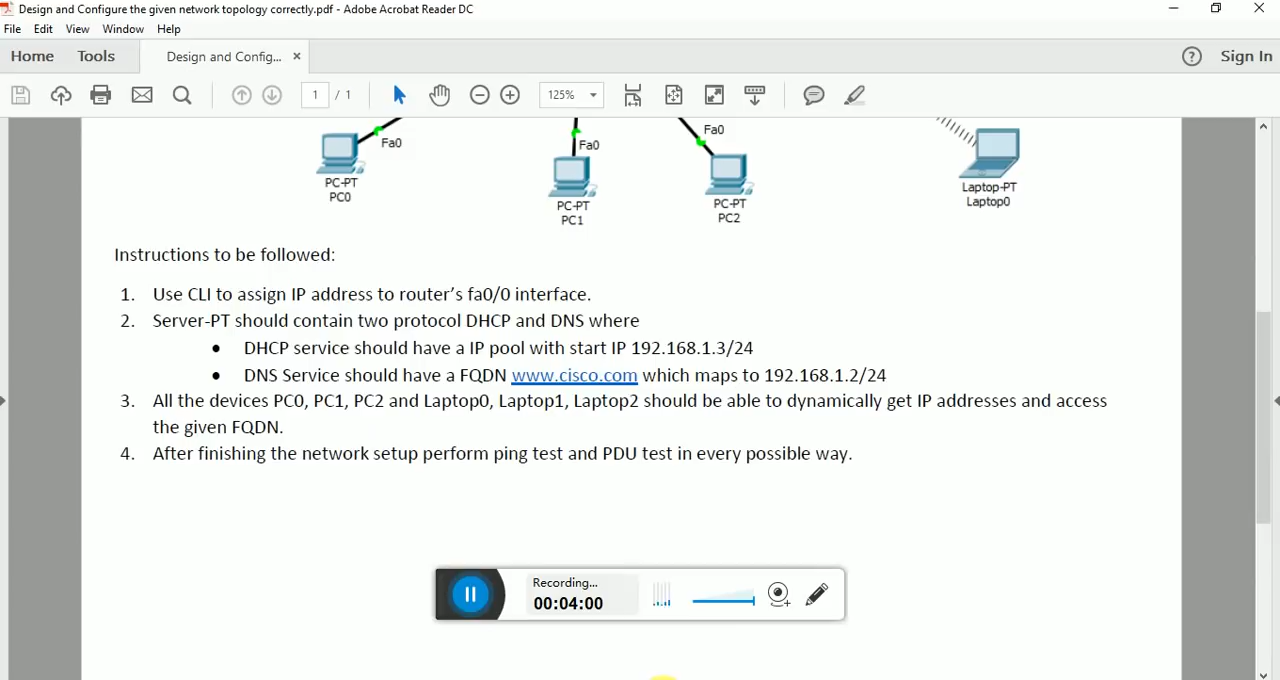 Design and Configure the given network topology correctly.pdf - Adobe Acrobat Reader DC
File Edit View Window Help
Home Tools Design and Config... × ? Sign In
1 / 1 125%
Fa0 Fa0 Fa0
PC-PT
PC0
PC-PT
PC1
PC-PT
PC2
Laptop-PT
Laptop0
Instructions to be followed:
1. Use CLI to assign IP address to router’s fa0/0 interface.
2. Server-PT should contain two protocol DHCP and DNS where
• DHCP service should have a IP pool with start IP 192.168.1.3/24
• DNS Service should have a FQDN www.cisco.com which maps to 192.168.1.2/24
3. All the devices PC0, PC1, PC2 and Laptop0, Laptop1, Laptop2 should be able to dynamically get IP addresses and access
the given FQDN.
4. After finishing the network setup perform ping test and PDU test in every possible way.
Recording...
00:04:00